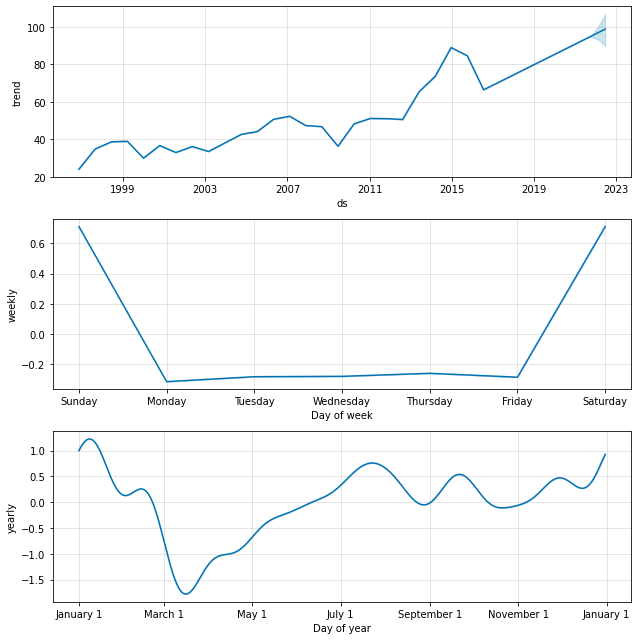 100
80
60
40
20
trend
1999 2003 2007 2011 2015 2019 2023
ds
0.6
0.4
0.2
0.0
−0.2
weekly
Sunday Monday Tuesday Wednesday Thursday Friday Saturday
Day of week
1.0
0.5
0.0
−0.5
−1.0
−1.5
yearly
January 1 March 1 May 1 July 1 September 1 November 1 January 1
Day of year